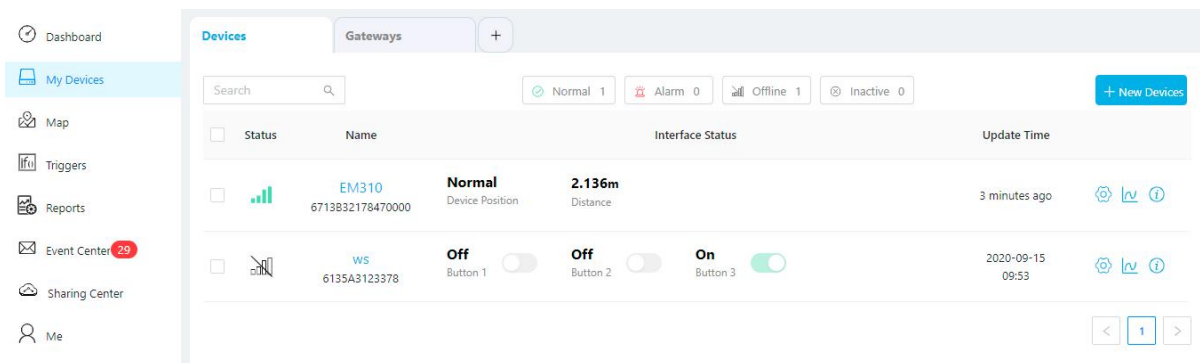 Dashboard
My Devices
Map
Triggers
Reports
Event Center 29
Sharing Center
Me
Devices Gateways +
Search Normal 1 Alarm 0 Offline 1 Inactive 0 + New Devices
Status Name Interface Status Update Time
EM310 Normal 2.136m
6713B32178470000 Device Position Distance 3 minutes ago
ws Off Off On 2020-09-15
6135A3123378 Button 1 Button 2 Button 3 09:53
< 1 >